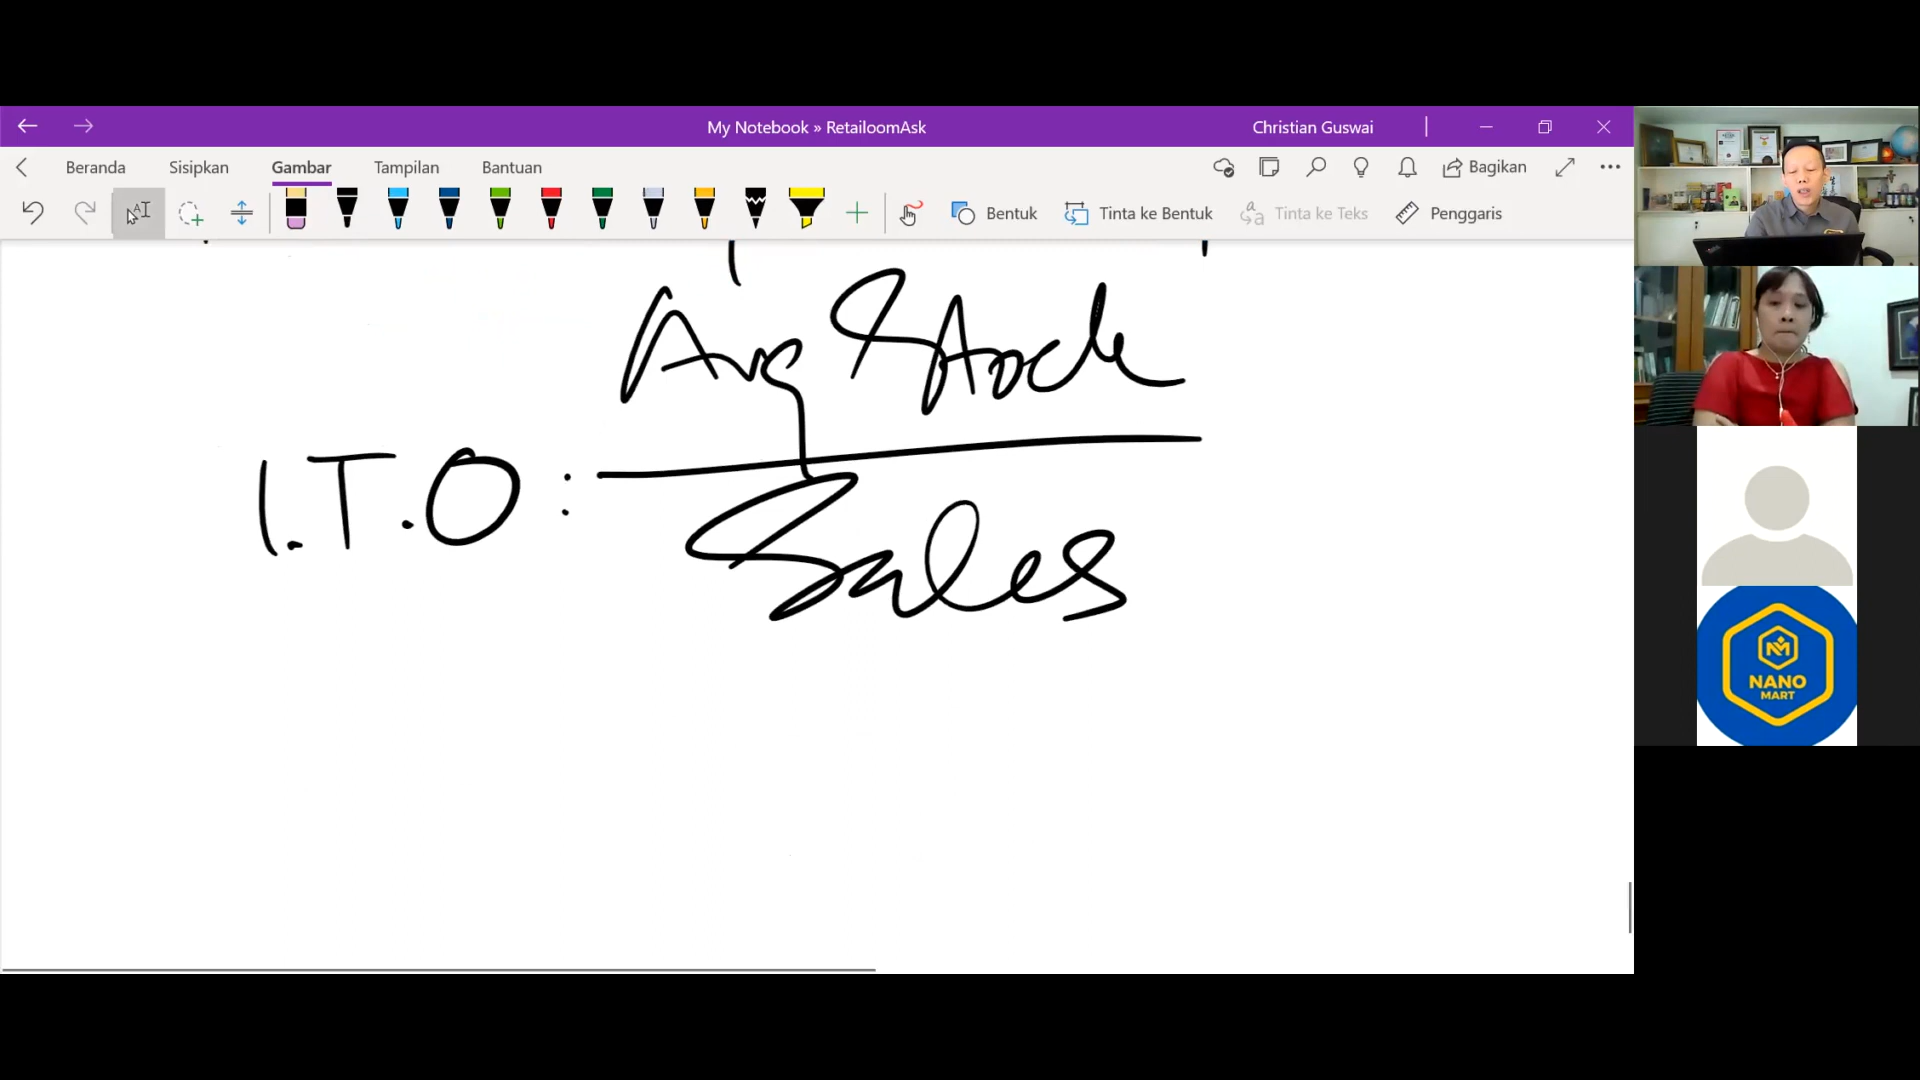 My Notebook » RetailoomAsk
Christian Guswai
Beranda
Sisipkan
Gambar
Tampilan
Bantuan
Bagikan
Bentuk
Tinta ke Bentuk
Tinta ke Teks
Penggaris
Avg Stock
I.T.O :
Sales
NANO
MART